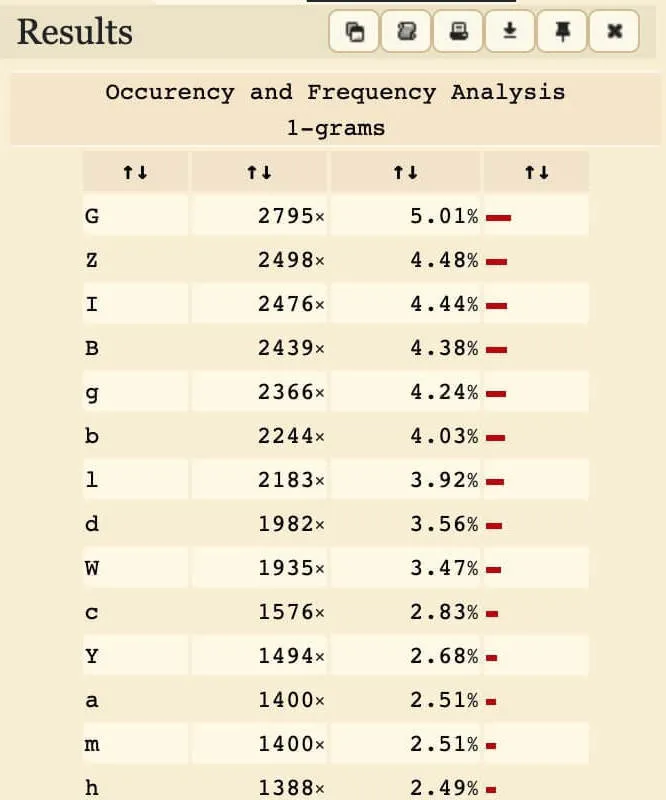 Results
Occurency and Frequency Analysis
1-grams
↑↓ ↑↓ ↑↓ ↑↓
G 2795× 5.01%
Z 2498× 4.48%
I 2476× 4.44%
B 2439× 4.38%
g 2366× 4.24%
b 2244× 4.03%
l 2183× 3.92%
d 1982× 3.56%
W 1935× 3.47%
c 1576× 2.83%
Y 1494× 2.68%
a 1400× 2.51%
m 1400× 2.51%
h 1388× 2.49%